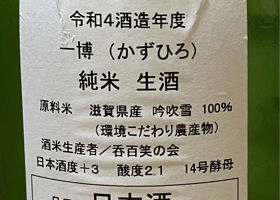 令和4酒造年度
一博（かずひろ）
純米 生酒
原料米 滋賀県産 吟吹雪 100%
（環境こだわり農産物）
酒米生産者／呑百笑の会
日本酒度＋3 酸度2.1 14号酵母
日本酒